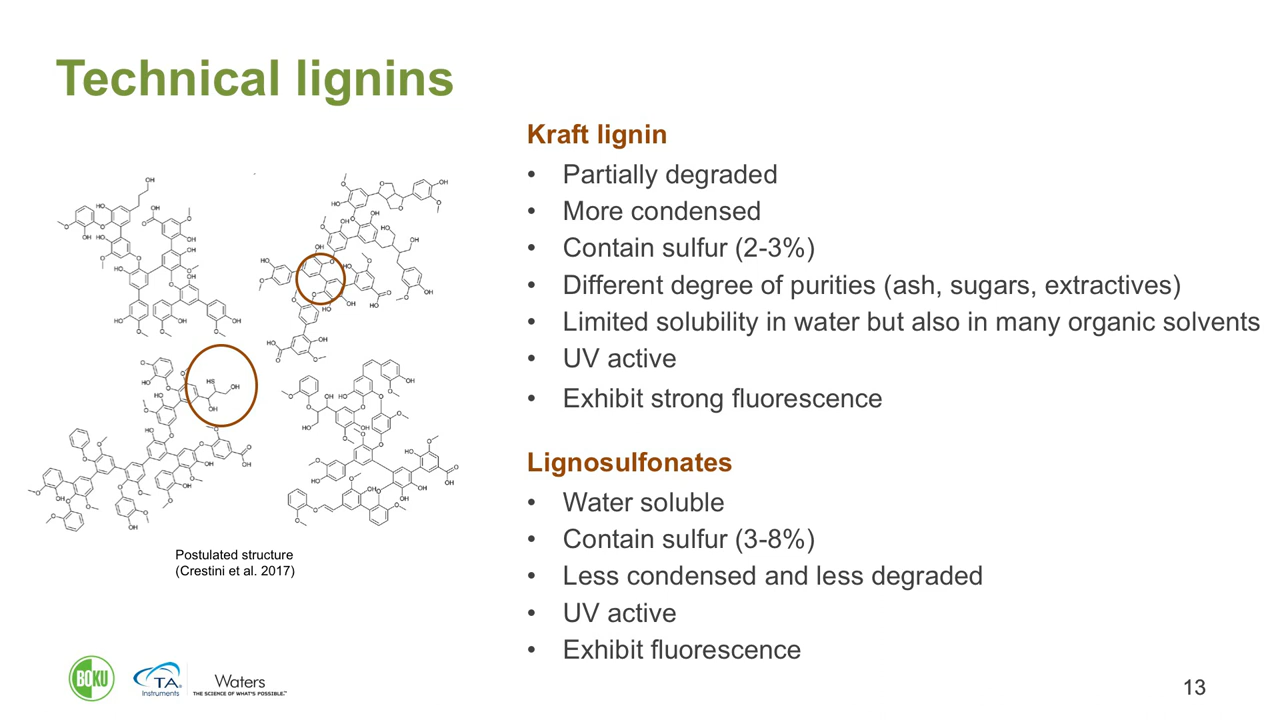 Technical lignins
Kraft lignin
• Partially degraded
• More condensed
• Contain sulfur (2-3%)
• Different degree of purities (ash, sugars, extractives)
• Limited solubility in water but also in many organic solvents
• UV active
• Exhibit strong fluorescence
Lignosulfonates
• Water soluble
• Contain sulfur (3-8%)
• Less condensed and less degraded
• UV active
• Exhibit fluorescence
Postulated structure
(Crestini et al. 2017)
BOKU
TA
Instruments
Waters
THE SCIENCE OF WHAT'S POSSIBLE.™
13